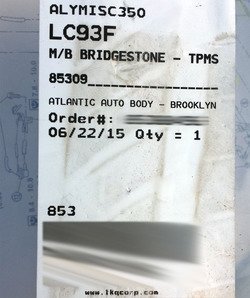 ALYMISC350
LC93F
M/B BRIDGESTONE - TPMS
85309
ATLANTIC AUTO BODY - BROOKLYN
Order#:
06/22/15 Qty = 1
853
www.lkqcorp.com